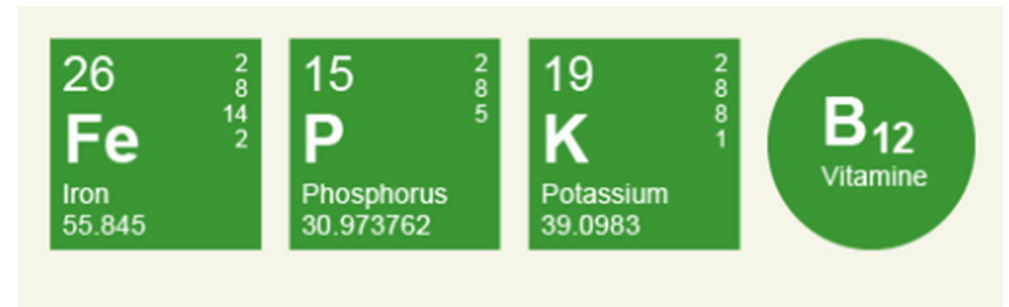 26
2
8
14
2
Fe
Iron
55.845
15
2
8
5
P
Phosphorus
30.973762
19
2
8
8
1
K
Potassium
39.0983
B12
Vitamine